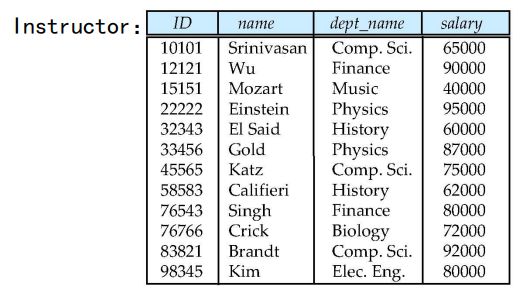 Instructor: ID name dept_name salary
10101 Srinivasan Comp. Sci. 65000
12121 Wu Finance 90000
15151 Mozart Music 40000
22222 Einstein Physics 95000
32343 El Said History 60000
33456 Gold Physics 87000
45565 Katz Comp. Sci. 75000
58583 Califieri History 62000
76543 Singh Finance 80000
76766 Crick Biology 72000
83821 Brandt Comp. Sci. 92000
98345 Kim Elec. Eng. 80000